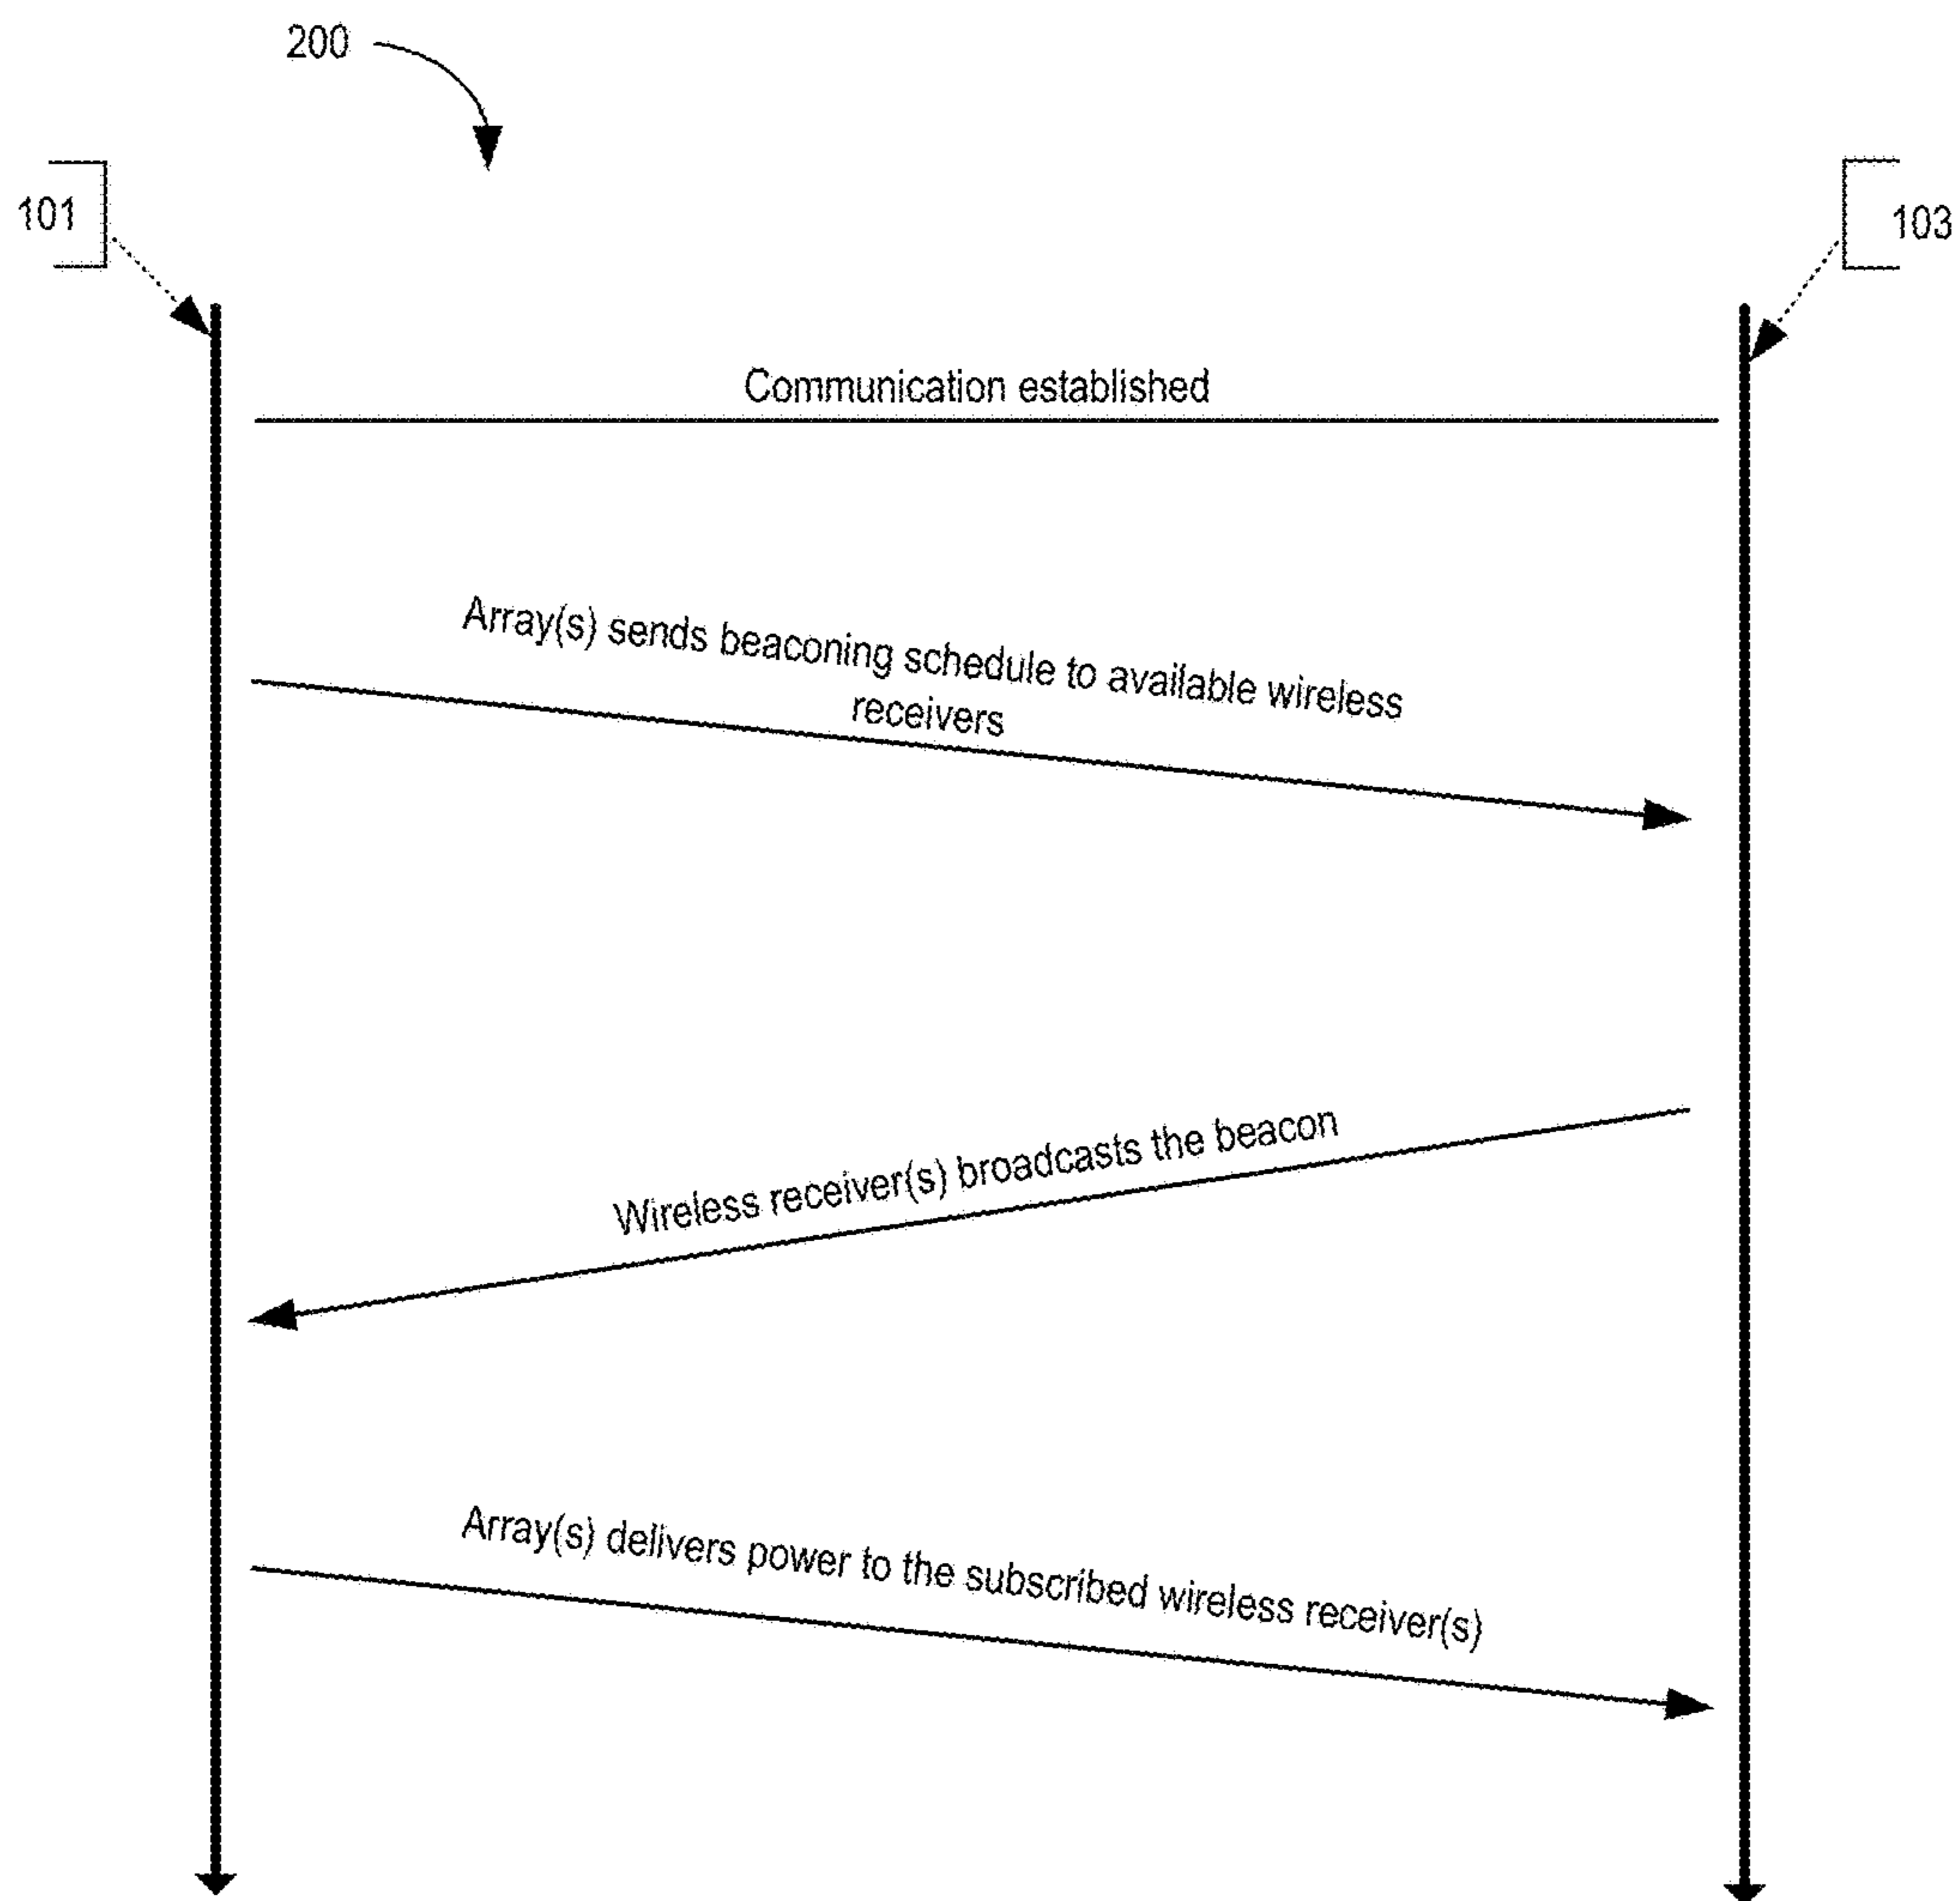 200
101
103
Communication established
Array(s) sends beaconing schedule to available wireless
receivers
Wireless receiver(s) broadcasts the beacon
Array(s) delivers power to the subscribed wireless receiver(s)